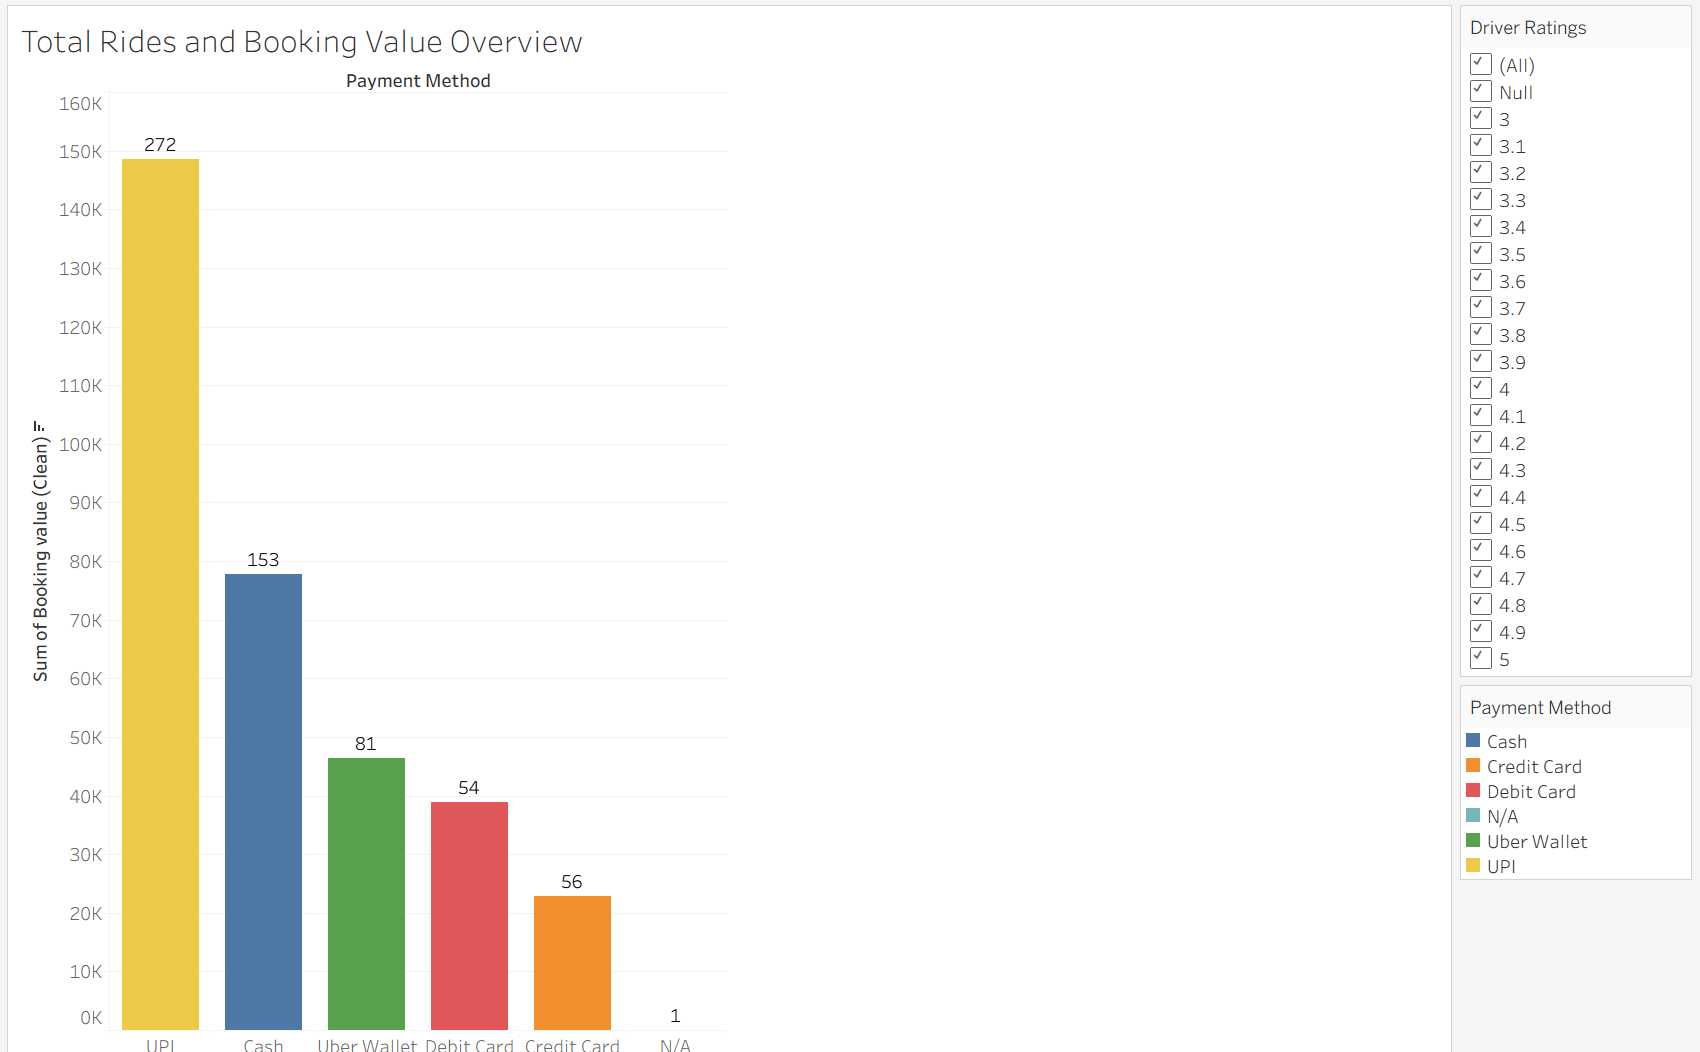 Total Rides and Booking Value Overview
Payment Method
Sum of Booking value (Clean)
160K
150K
140K
130K
120K
110K
100K
90K
80K
70K
60K
50K
40K
30K
20K
10K
0K
272
153
81
54
56
1
UPI Cash Uber Wallet Debit Card Credit Card N/A
Driver Ratings
(All)
Null
3
3.1
3.2
3.3
3.4
3.5
3.6
3.7
3.8
3.9
4
4.1
4.2
4.3
4.4
4.5
4.6
4.7
4.8
4.9
5
Payment Method
Cash
Credit Card
Debit Card
N/A
Uber Wallet
UPI